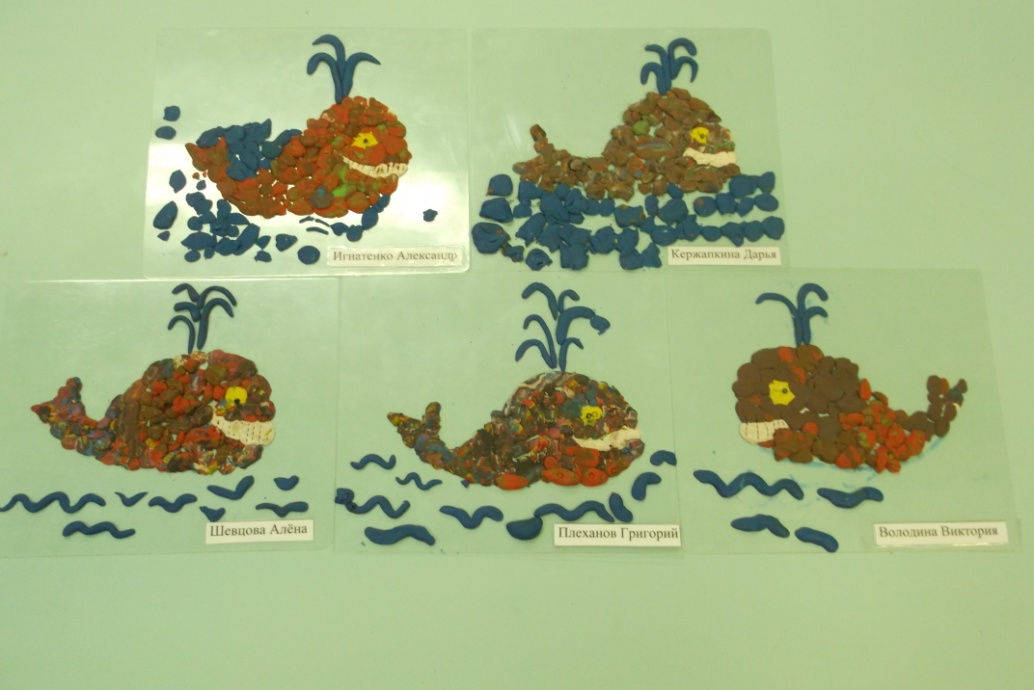 Игнатенко Александр
Кержапкина Дарья
Шевцова Алёна
Плеханов Григорий
Володина Виктория